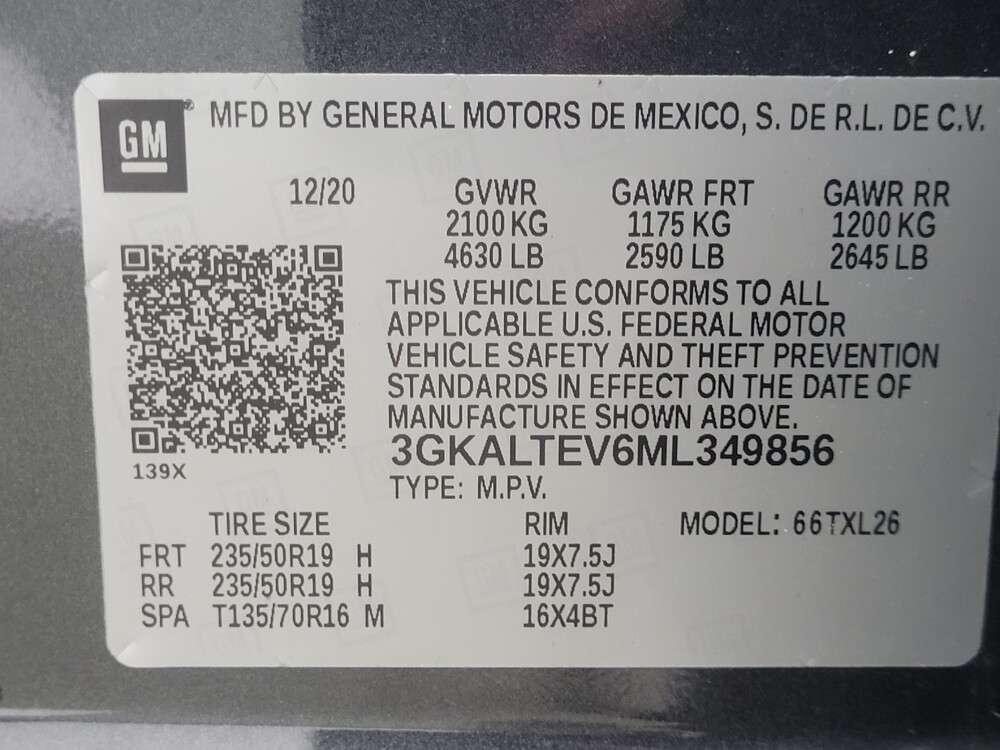 GM ® MFD BY GENERAL MOTORS DE MEXICO, S. DE R.L. DE C.V.
12/20 GVWR GAWR FRT GAWR RR
2100 KG 1175 KG 1200 KG
4630 LB 2590 LB 2645 LB
THIS VEHICLE CONFORMS TO ALL
APPLICABLE U.S. FEDERAL MOTOR
VEHICLE SAFETY AND THEFT PREVENTION
STANDARDS IN EFFECT ON THE DATE OF
MANUFACTURE SHOWN ABOVE.
3GKALTEV6ML349856
139X
TYPE: M.P.V.
TIRE SIZE RIM MODEL: 66TXL26
FRT 235/50R19 H 19X7.5J
RR 235/50R19 H 19X7.5J
SPA T135/70R16 M 16X4BT